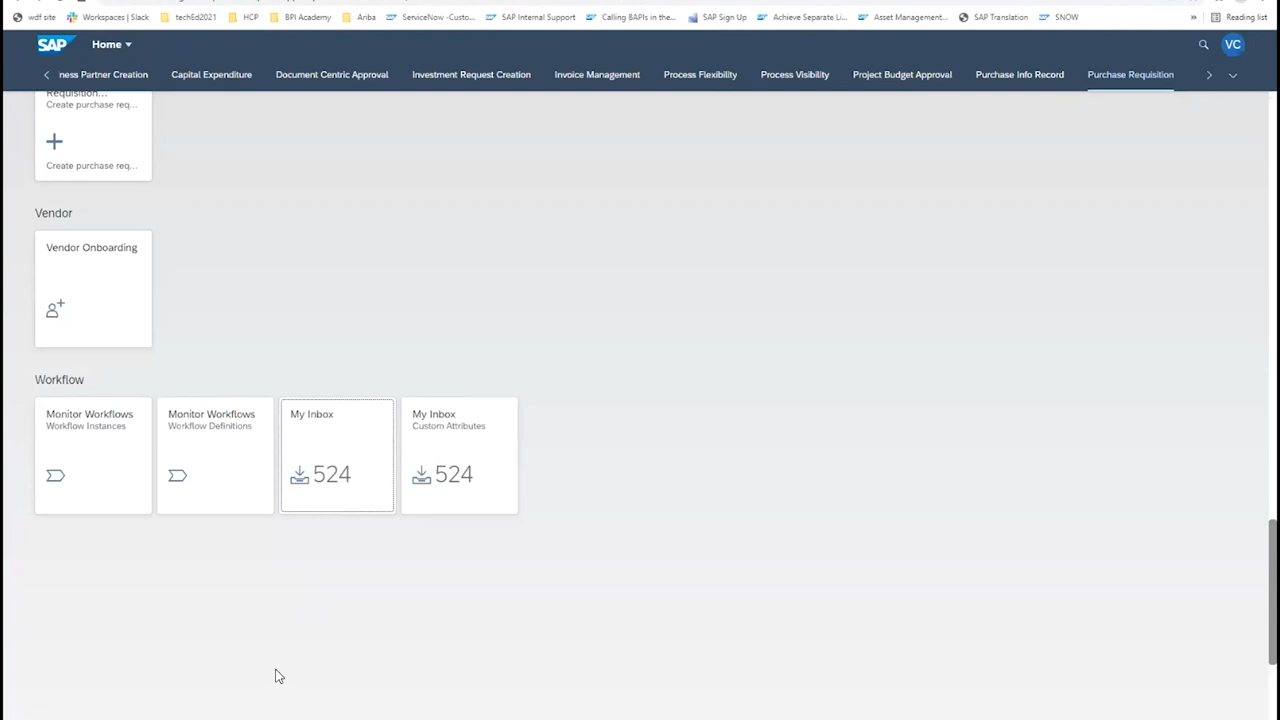 wdf site
Workspaces | Slack
techEd2021
HCP
BPI Academy
Ariba
ServiceNow -Custo...
SAP Internal Support
Calling BAPIs in the...
SAP Sign Up
Achieve Separate Li...
Asset Management...
SAP Translation
SNOW
»
Reading list
SAP
Home
VC
ness Partner Creation
Capital Expenditure
Document Centric Approval
Investment Request Creation
Invoice Management
Process Flexibility
Process Visibility
Project Budget Approval
Purchase Info Record
Purchase Requisition
Requisition...
Create purchase req...
Create purchase req...
Vendor
Vendor Onboarding
Workflow
Monitor Workflows
Workflow Instances
Monitor Workflows
Workflow Definitions
My Inbox
524
My Inbox
Custom Attributes
524